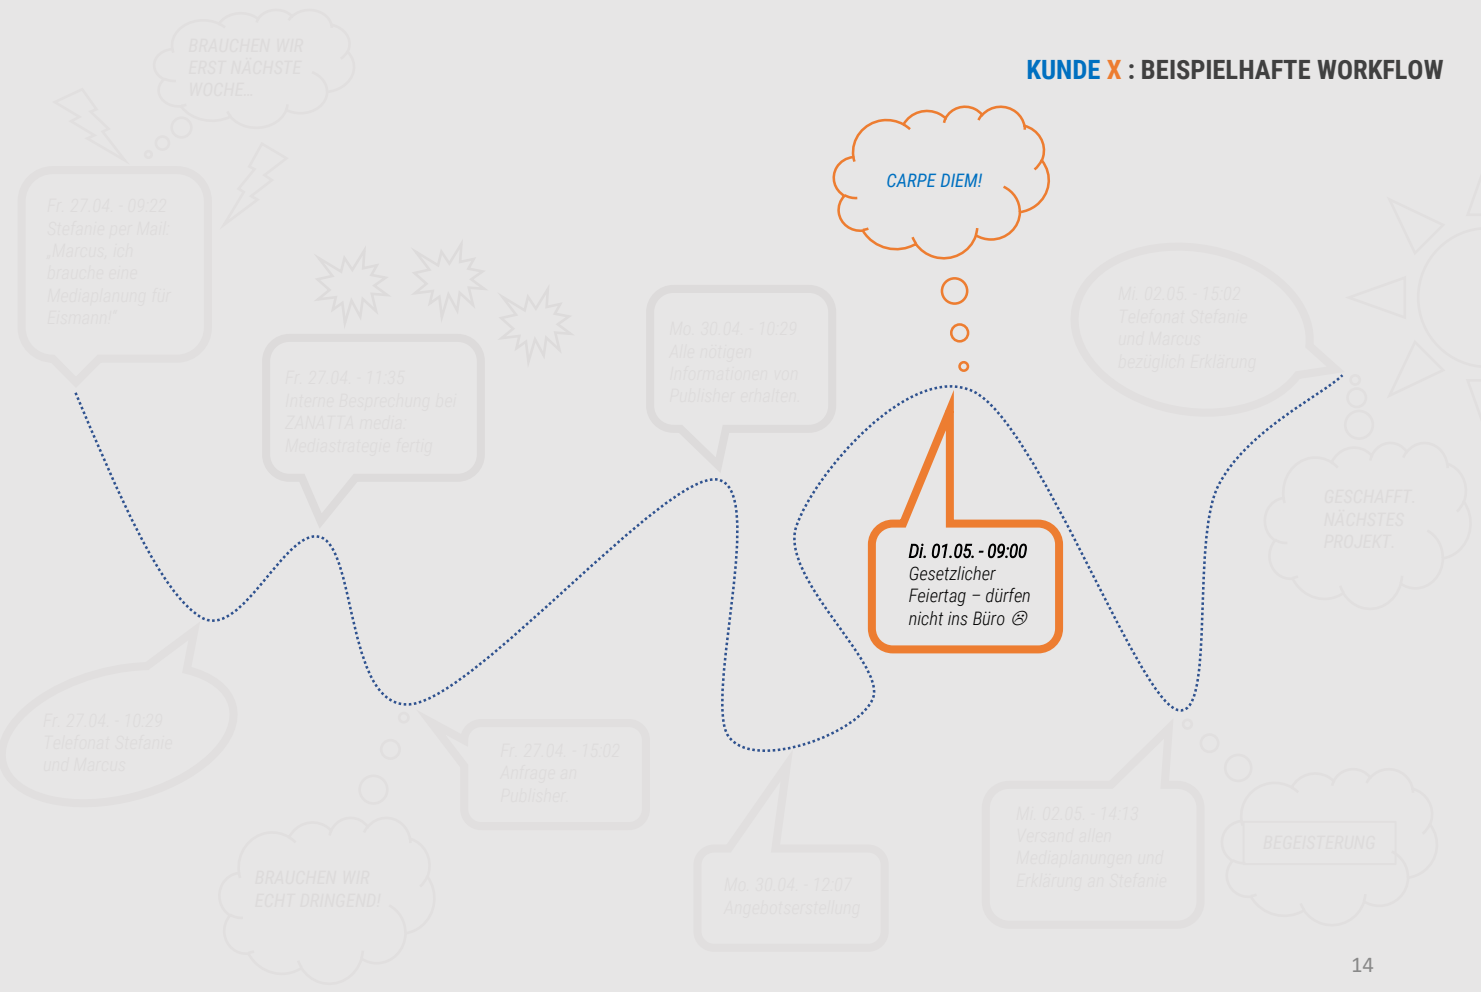 BRAUCHEN WIR
ERST NÄCHSTE
WOCHE...
KUNDE X : BEISPIELHAFTE WORKFLOW
CARPE DIEM!
Fr. 27.04. - 09:22
Stefanie per Mail:
„Marcus, ich
brauche eine
Mediaplanung für
Eismann!“
Fr. 27.04. - 11:35
Interne Besprechung bei
ZANATTA media:
Mediastrategie fertig
Mo. 30.04. - 10:29
Alle nötigen
Informationen von
Publisher erhalten.
Mi. 02.05. - 15:02
Telefonat Stefanie
und Marcus
bezüglich Erklärung
GESCHAFFT.
NÄCHSTES
PROJEKT.
Di. 01.05. - 09:00
Gesetzlicher
Feiertag – dürfen
nicht ins Büro ☹
Fr. 27.04. - 10:29
Telefonat Stefanie
und Marcus
Fr. 27.04. - 15:02
Anfrage an
Publisher.
BRAUCHEN WIR
ECHT DRINGEND!
Mo. 30.04. - 12:07
Angebotserstellung
Mi. 02.05. - 14:13
Versand allen
Mediaplanungen und
Erklärung an Stefanie
BEGEISTERUNG
14